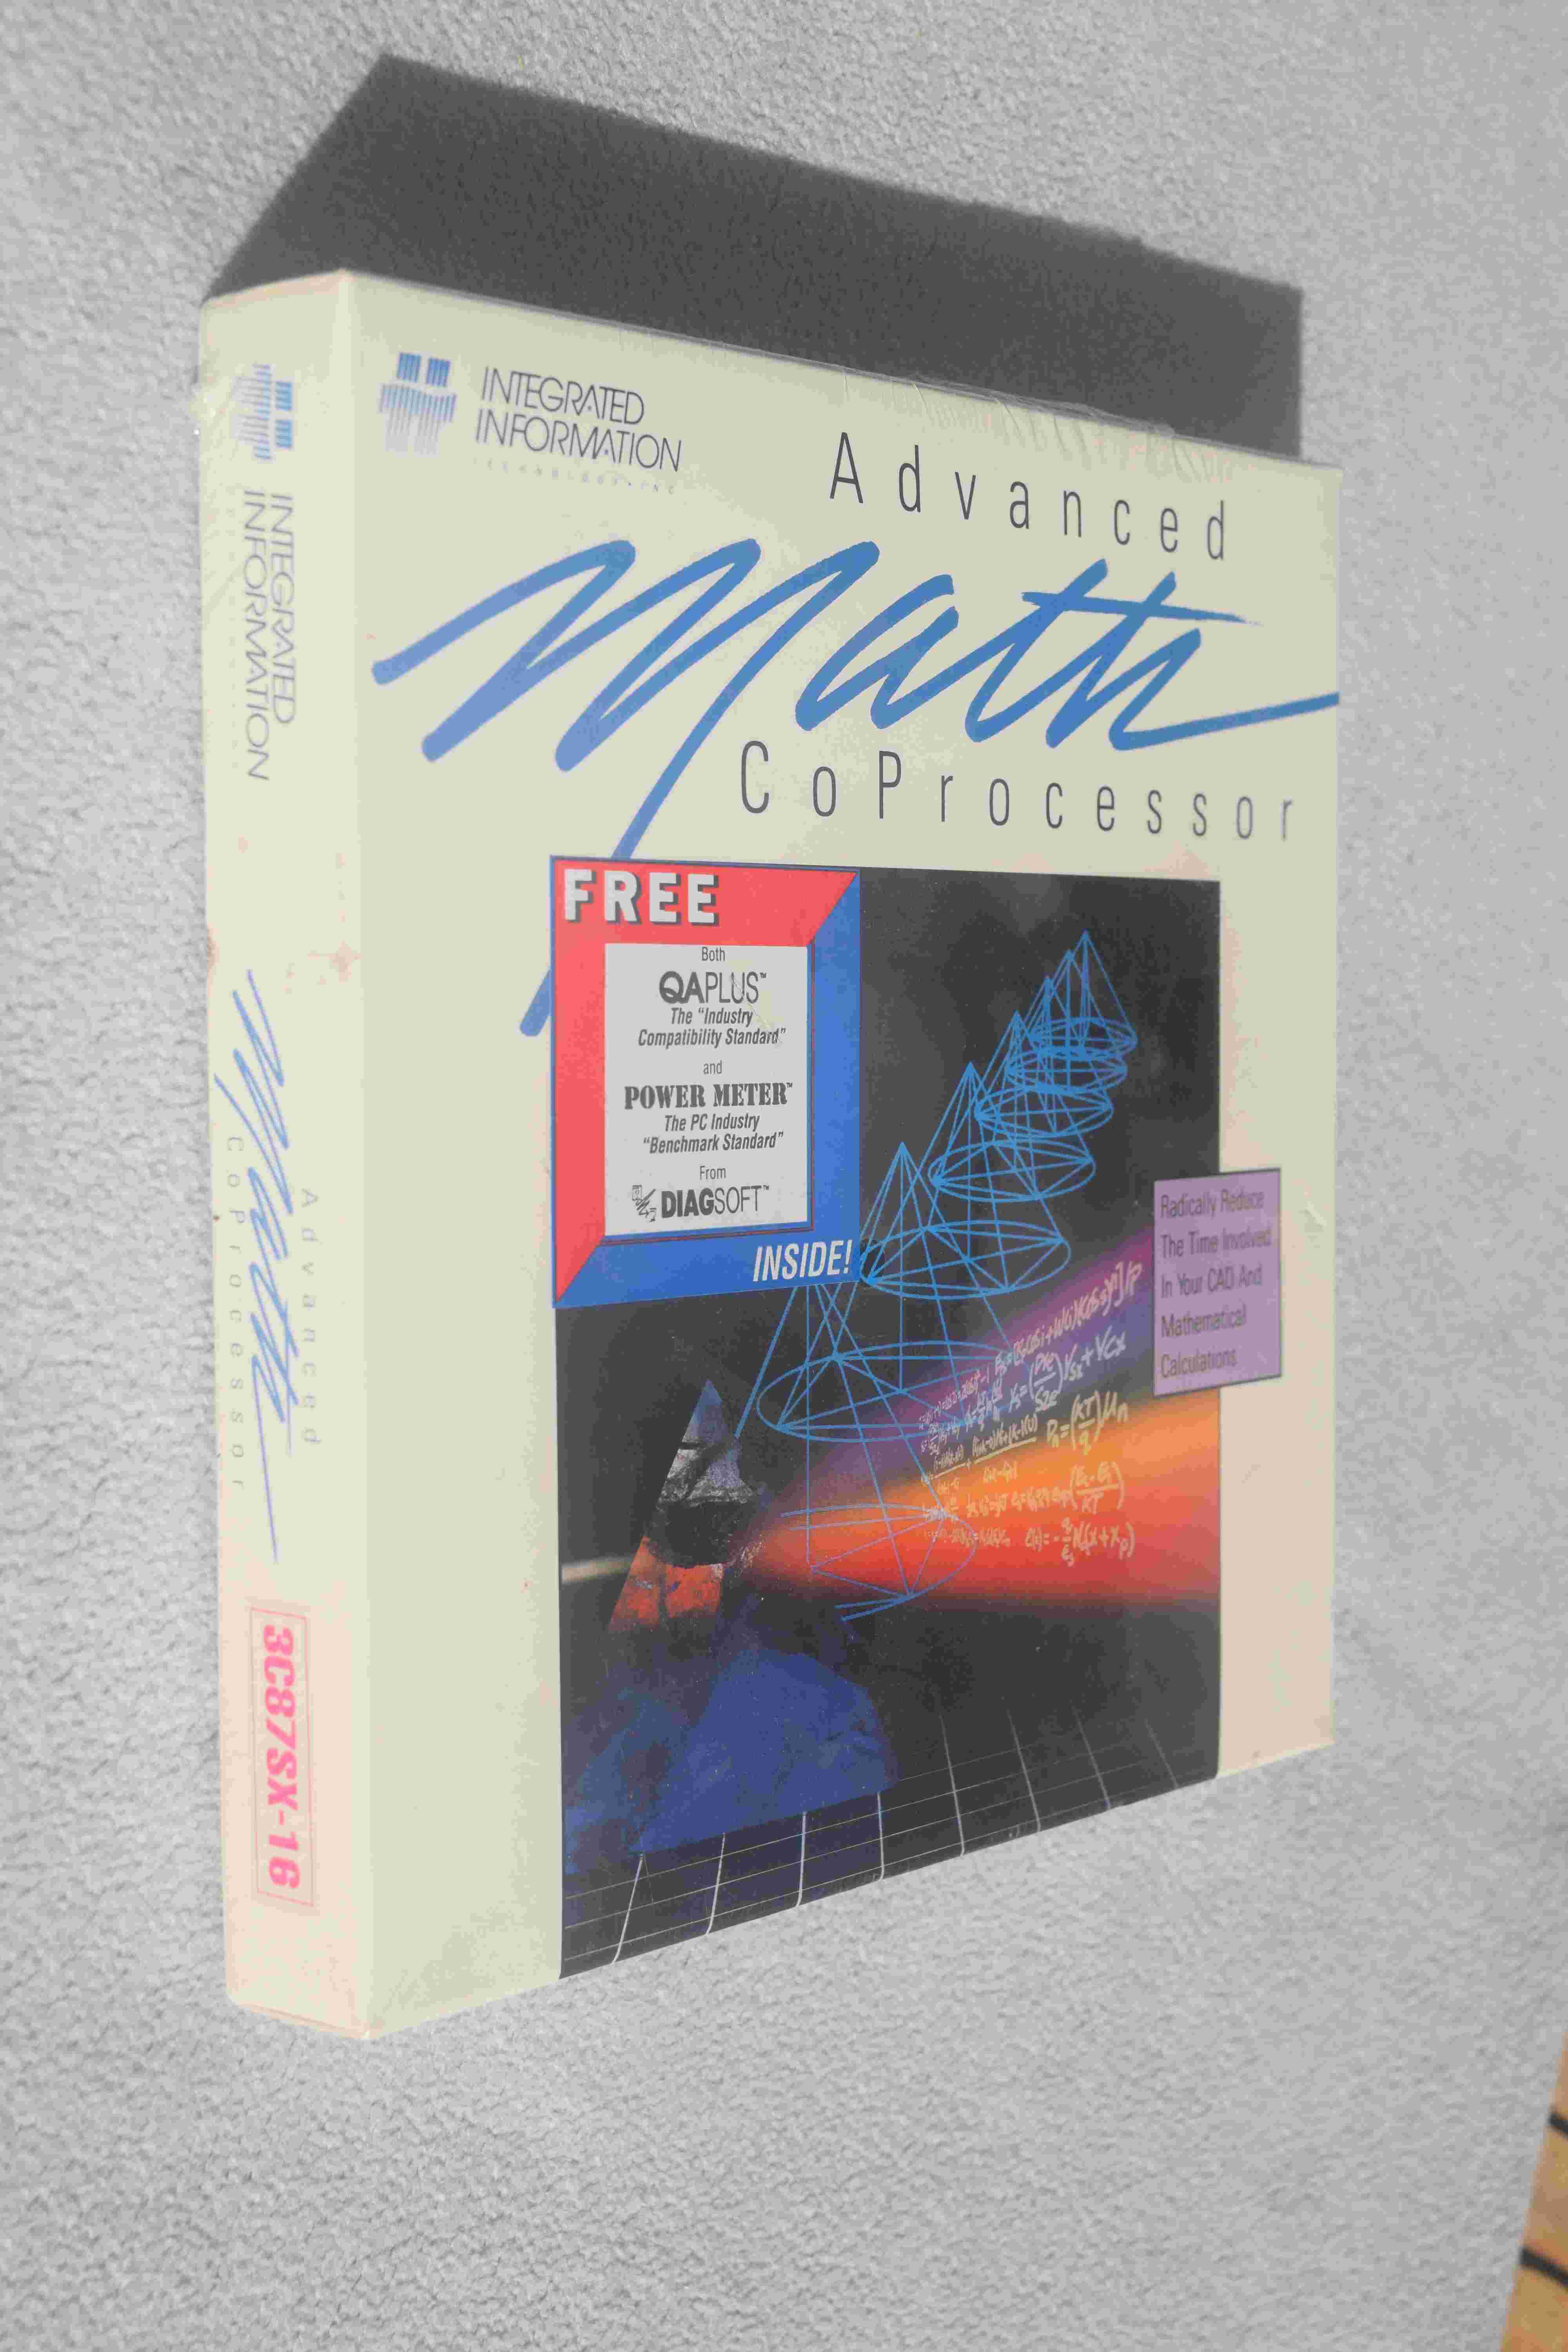 INTEGRATED
INFORMATION
TECHNOLOGY INC
Advanced
Math
CoProcessor
FREE
Both
QAPLUS™
The "Industry
Compatibility Standard"
and
POWER METER™
The PC Industry
"Benchmark Standard"
From
DIAGSOFT™
INSIDE!
Radically Reduce
The Time Involved
In Your CAD And
Mathematical
Calculations
INTEGRATED
INFORMATION
Advanced
Math
CoProcessor
3C87SX-16